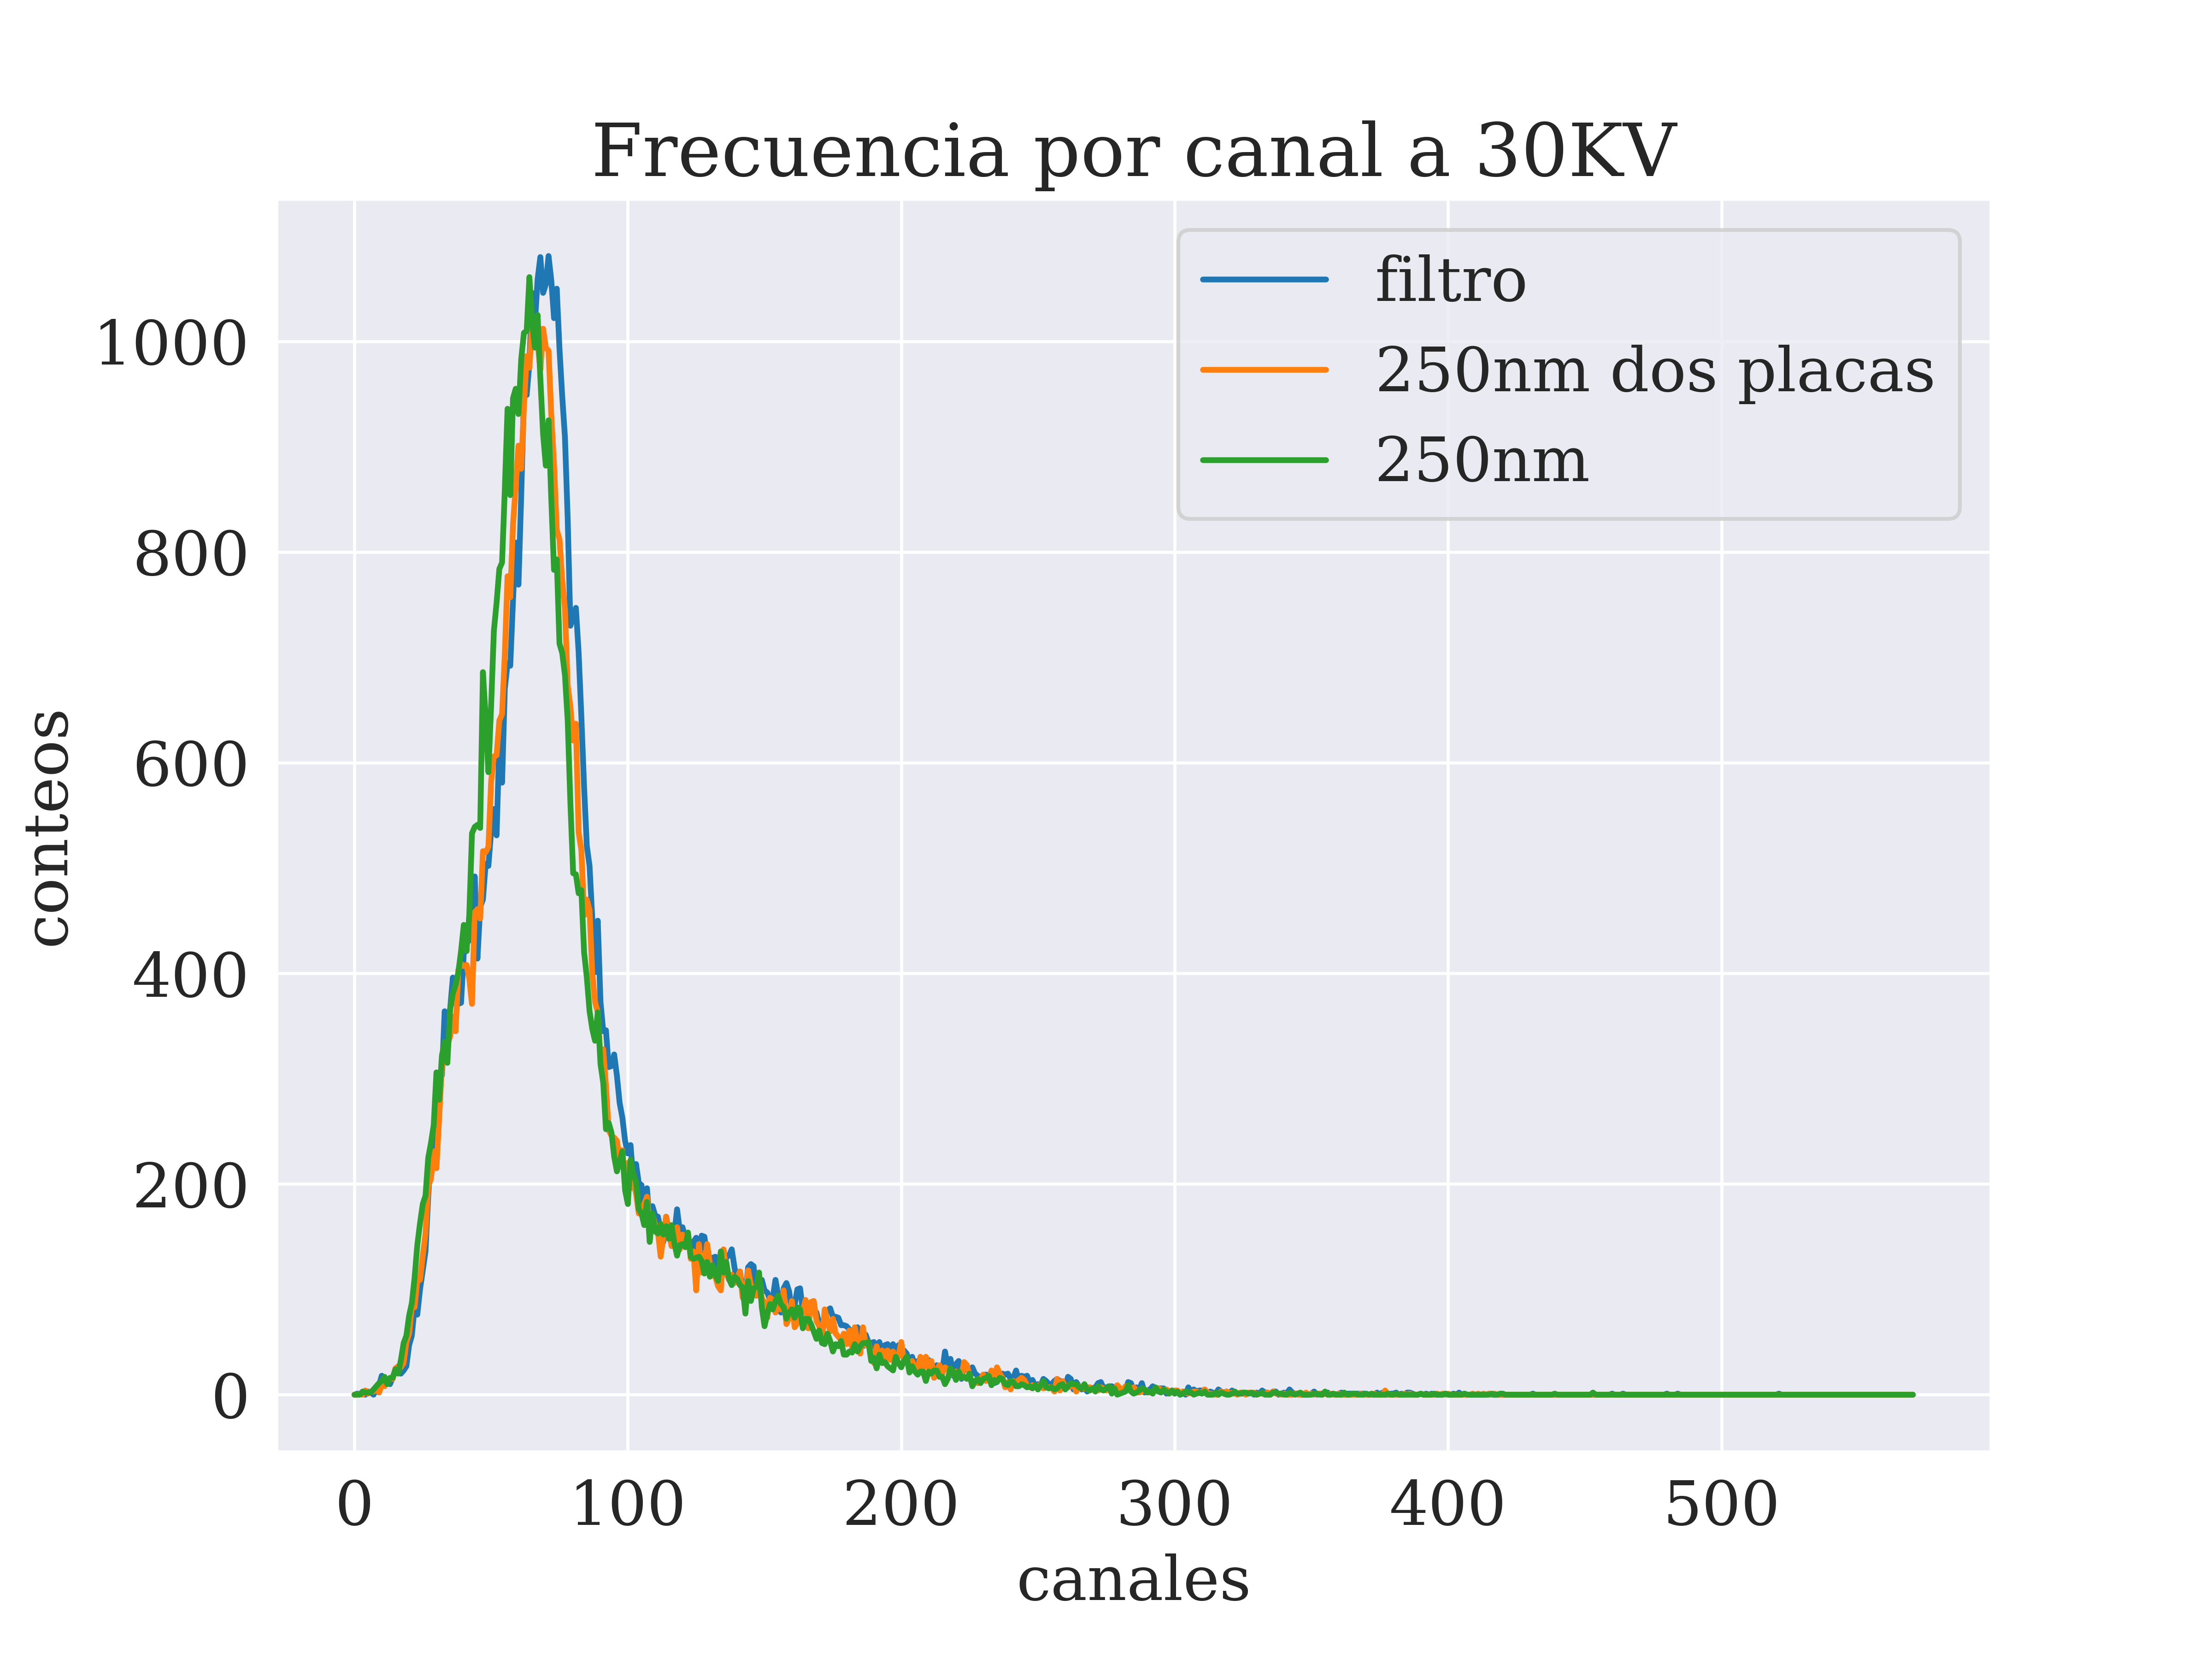 Frecuencia por canal a 30KV
filtro
250nm dos placas
250nm
conteos
1000
800
600
400
200
0
0 100 200 300 400 500
canales